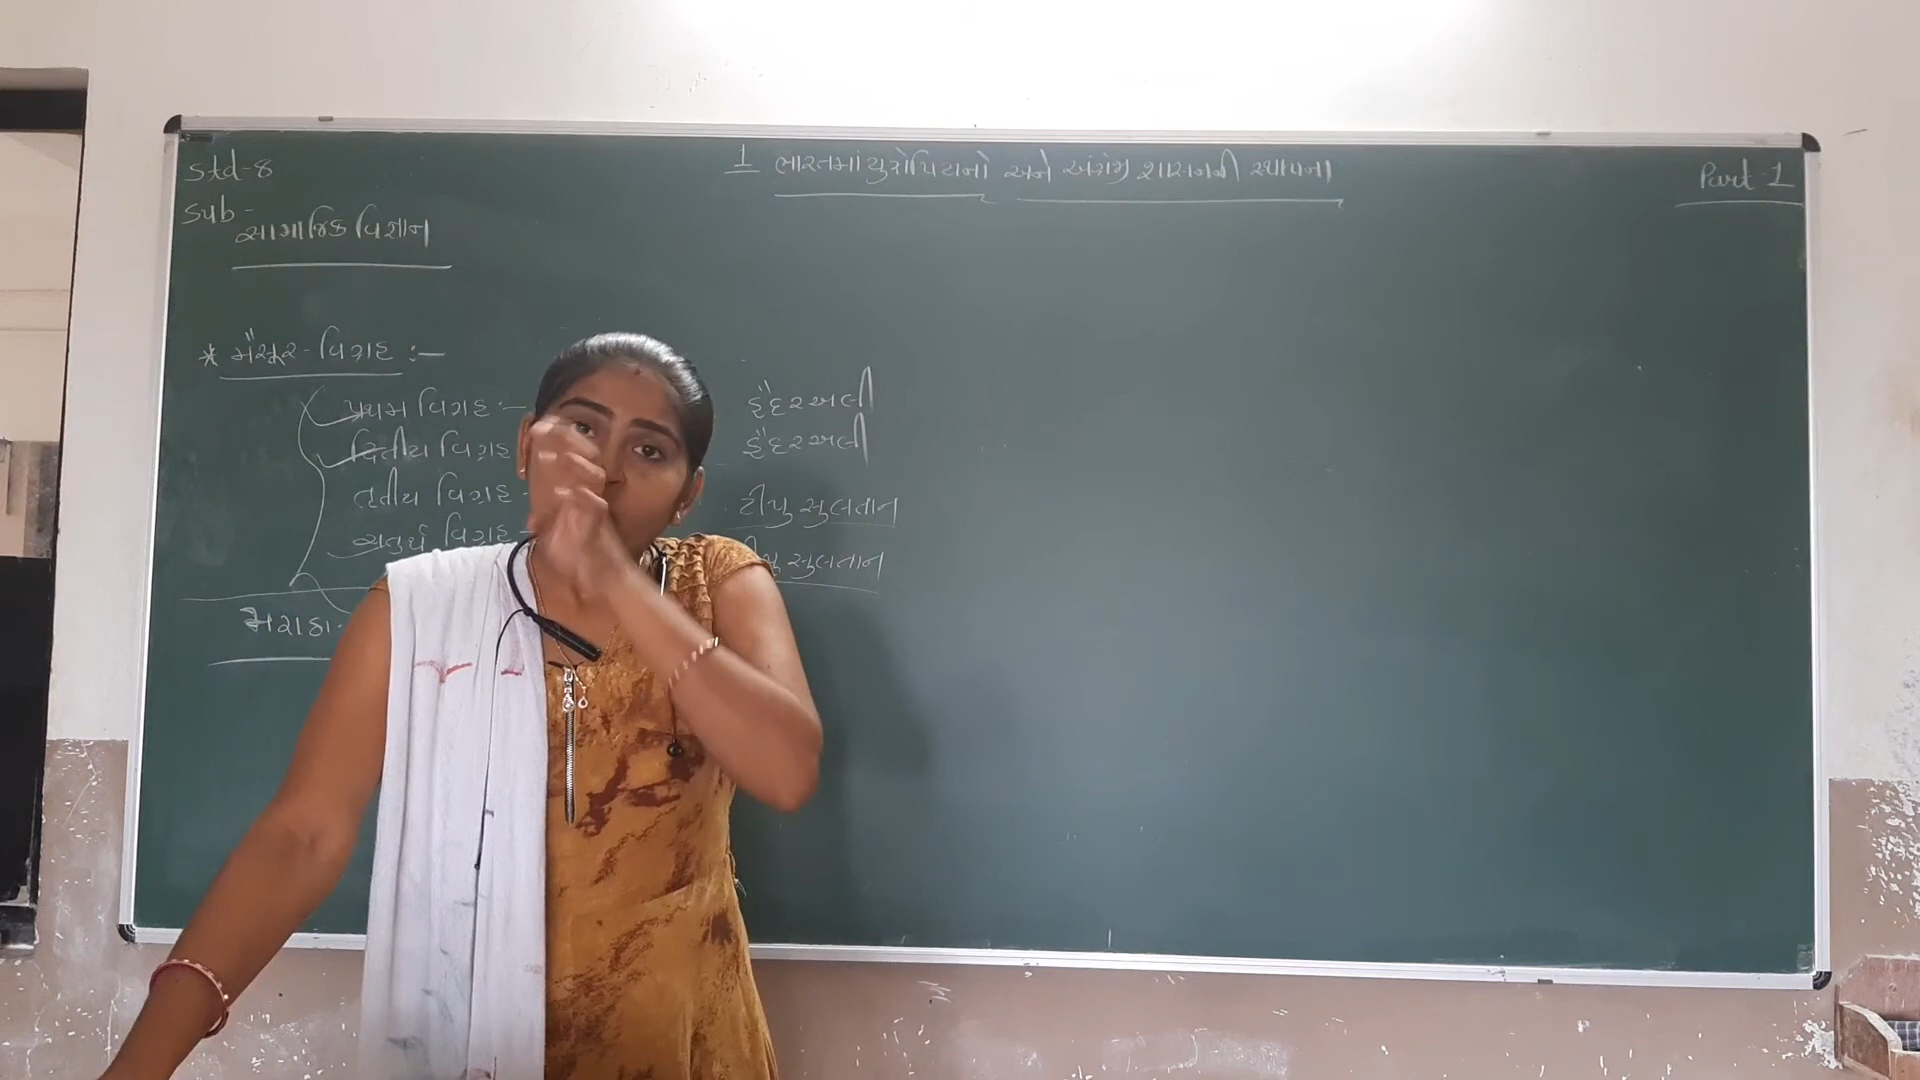 std-8
1 ભારતમાં યુરોપિયનો અને અંગ્રેજી શાસનની સ્થાપના
Part-1
sub-
સામાજિક વિજ્ઞાન
* મૈસૂર-વિગ્રહ :-
પ્રથમ વિગ્રહ :- હૈદરઅલી
દ્વિતીય વિગ્રહ હૈદરઅલી
તૃતીય વિગ્રહ - ટીપુ સુલતાન
ચતુર્થ વિગ્રહ - સુલતાન
મરાઠા